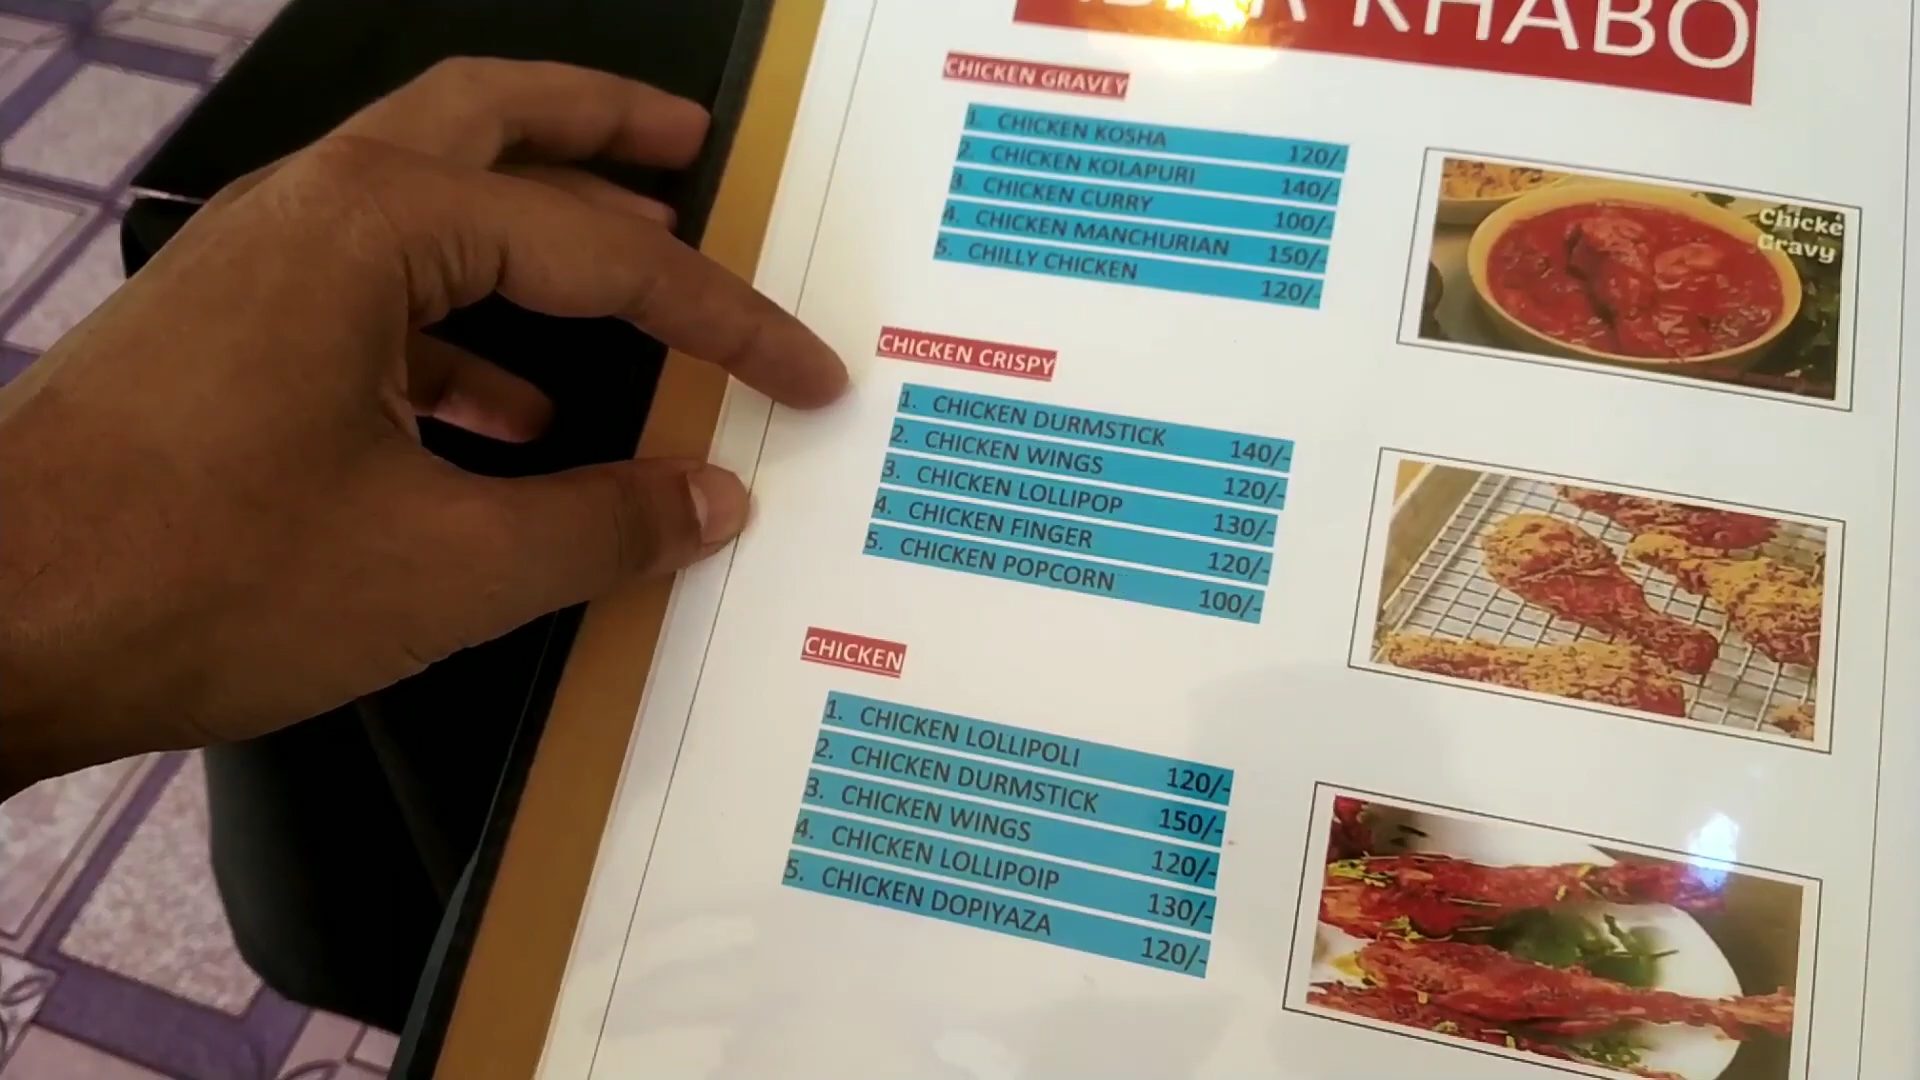 KHABO
CHICKEN GRAVEY
1. CHICKEN KOSHA 120/-
2. CHICKEN KOLAPURI 140/-
3. CHICKEN CURRY 100/-
4. CHICKEN MANCHURIAN 150/-
5. CHILLY CHICKEN 120/-
Chicke
Gravy
CHICKEN CRISPY
1. CHICKEN DURMSTICK 140/-
2. CHICKEN WINGS 120/-
3. CHICKEN LOLLIPOP 130/-
4. CHICKEN FINGER 120/-
5. CHICKEN POPCORN 100/-
CHICKEN
1. CHICKEN LOLLIPOLI 120/-
2. CHICKEN DURMSTICK 150/-
3. CHICKEN WINGS 120/-
4. CHICKEN LOLLIPOIP 130/-
5. CHICKEN DOPIYAZA 120/-